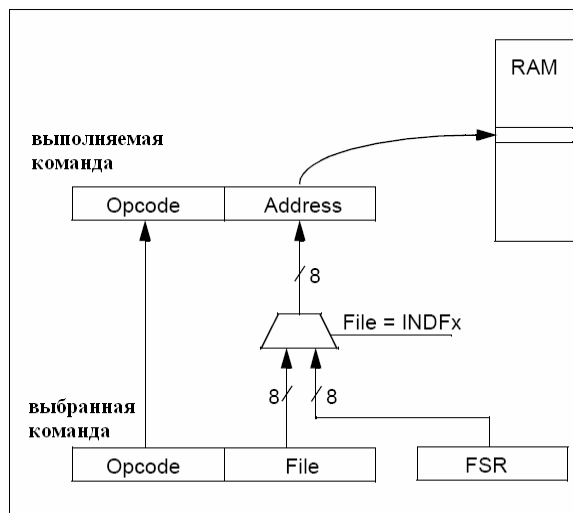 RAM
выполняемая
команда
Opcode
Address
8
File = INDFx
8
8
выбранная
команда
Opcode
File
FSR